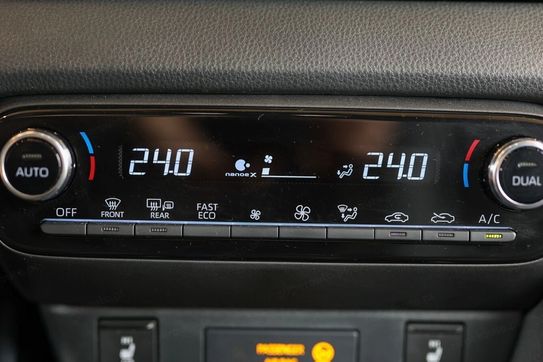 AUTO
24.0
nanoe X
24.0
DUAL
OFF
FRONT
REAR
FAST
ECO
A/C
PASSENGER